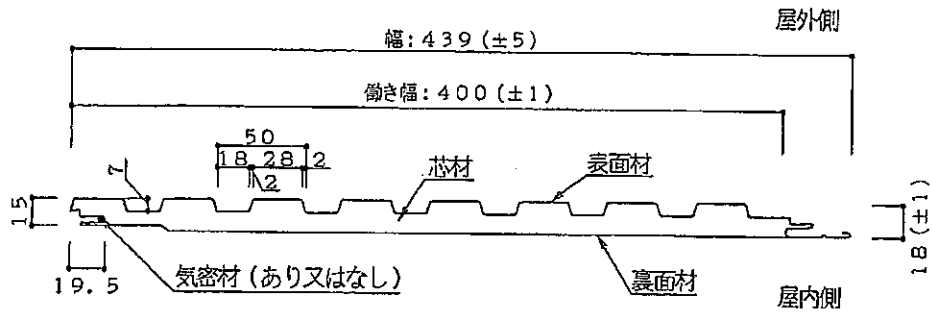 屋外側
幅:439(±5)
働き幅:400(±1)
50
18 28 2
2
芯材
表面材
7
15
18(±1)
19.5
気密材(あり又はなし)
裏面材
屋内側